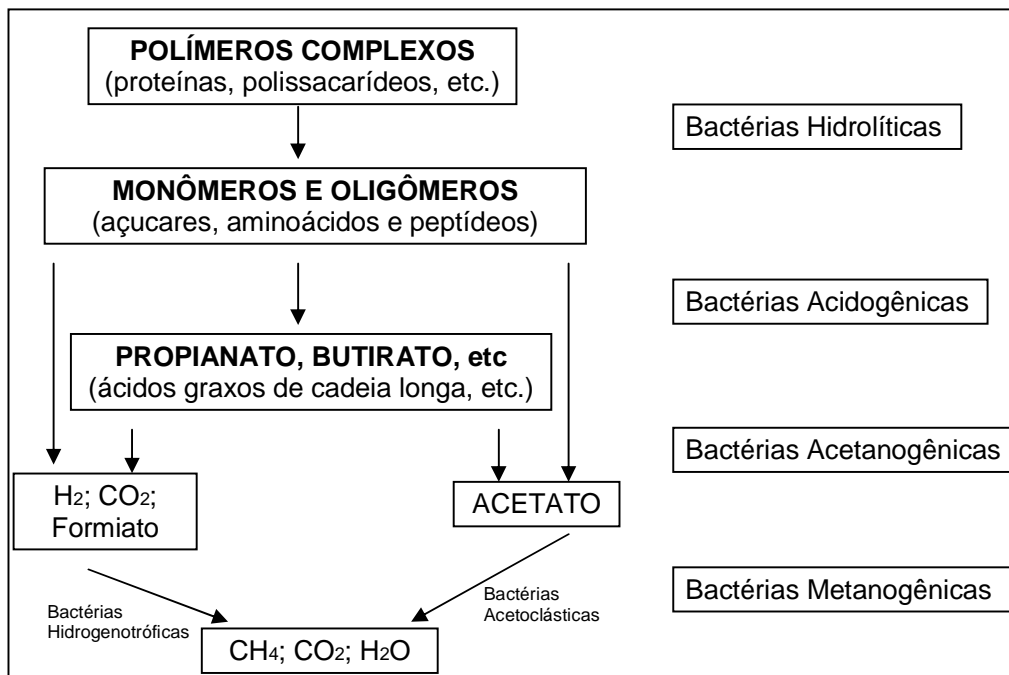 POLÍMEROS COMPLEXOS
(proteínas, polissacarídeos, etc.)
Bactérias Hidrolíticas
MONÔMEROS E OLIGÔMEROS
(açucares, aminoácidos e peptídeos)
Bactérias Acidogênicas
PROPIANATO, BUTIRATO, etc
(ácidos graxos de cadeia longa, etc.)
Bactérias Acetanogênicas
H₂; CO₂;
Formiato
ACETATO
Bactérias Metanogênicas
Bactérias
Hidrogenotróficas
Bactérias
Acetoclásticas
CH₄; CO₂; H₂O